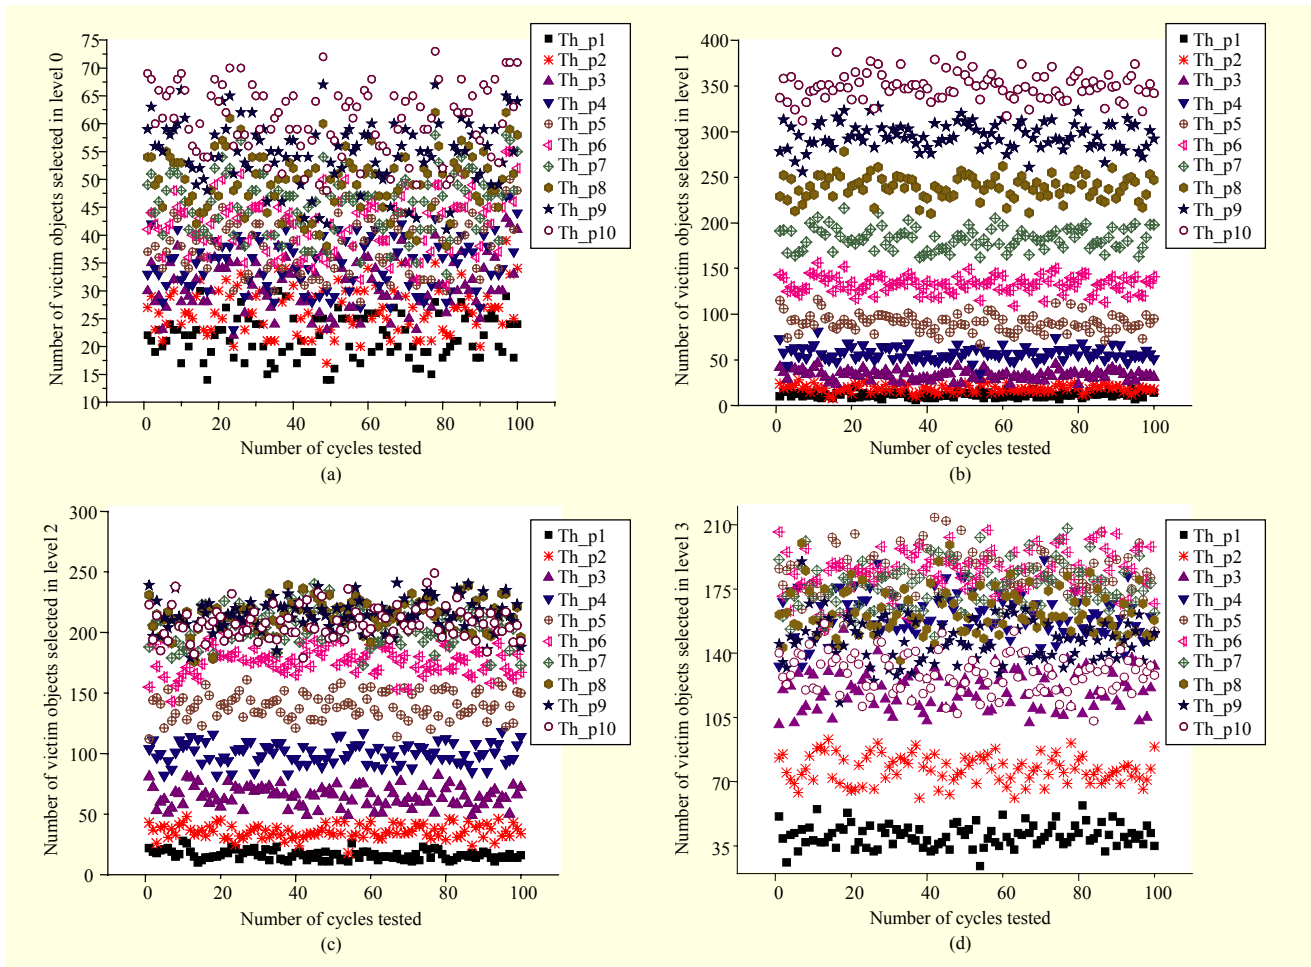 Number of victim objects selected in level 0
75
70
65
60
55
50
45
40
35
30
25
20
15
10
0
20
40
60
80
100
Number of cycles tested
(a)
Th_p1
Th_p2
Th_p3
Th_p4
Th_p5
Th_p6
Th_p7
Th_p8
Th_p9
Th_p10
Number of victim objects selected in level 1
400
350
300
250
200
150
100
50
0
0
20
40
60
80
100
Number of cycles tested
(b)
Th_p1
Th_p2
Th_p3
Th_p4
Th_p5
Th_p6
Th_p7
Th_p8
Th_p9
Th_p10
Number of victim objects selected in level 2
300
250
200
150
100
50
0
0
20
40
60
80
100
Number of cycles tested
(c)
Th_p1
Th_p2
Th_p3
Th_p4
Th_p5
Th_p6
Th_p7
Th_p8
Th_p9
Th_p10
Number of victim objects selected in level 3
210
175
140
105
70
35
0
20
40
60
80
100
Number of cycles tested
(d)
Th_p1
Th_p2
Th_p3
Th_p4
Th_p5
Th_p6
Th_p7
Th_p8
Th_p9
Th_p10